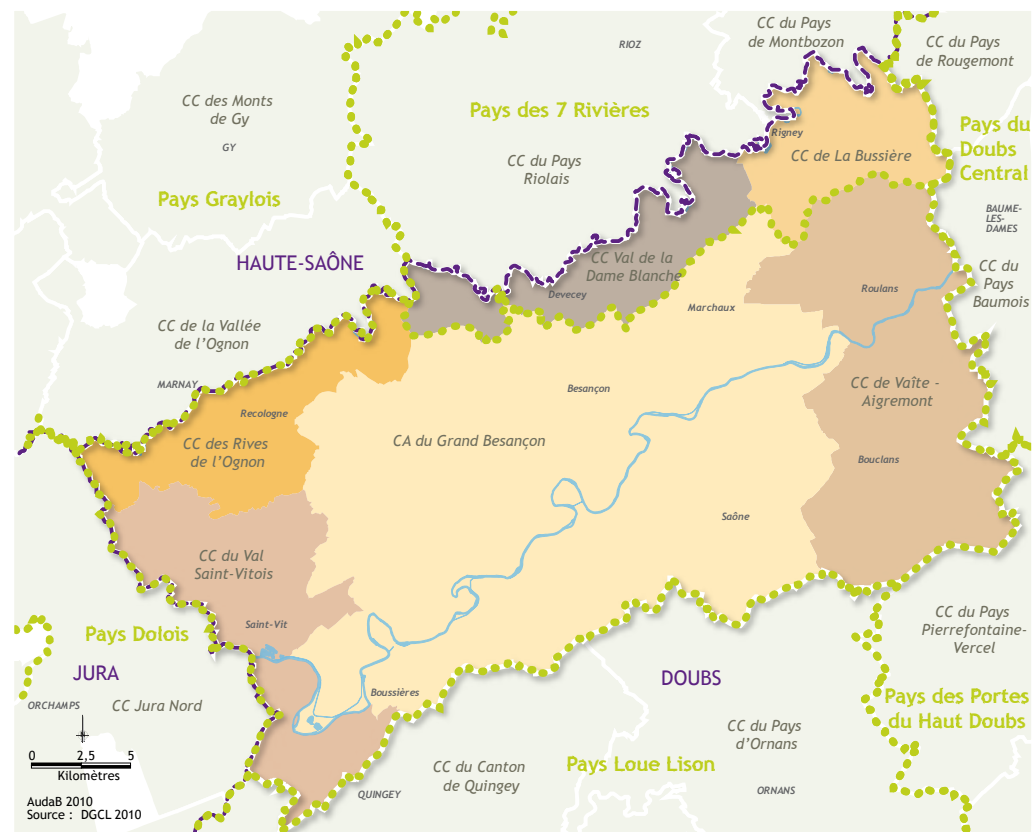 CC du Pays
de Montbozon
RIOZ
CC du Pays
de Rougemont
CC des Monts
de Gy
GY
Pays des 7 Rivières
Rigney
Pays du
Doubs
Central
CC de La Bussière
CC du Pays
Riolais
Pays Graylois
BAUME-
LES-
DAMES
HAUTE-SAÔNE
CC Val de la
Dame Blanche
CC du
Pays
Baumois
Devecey
Roulans
Marchaux
CC de la Vallée
de l'Ognon
MARNAY
Besançon
CC de Vaîte -
Aigremont
Recologne
CC des Rives
de l'Ognon
CA du Grand Besançon
Bouclans
Saône
CC du Val
Saint-Vitois
Saint-Vit
Pays Dolois
CC du Pays
Pierrefontaine-
Vercel
JURA
DOUBS
Boussières
Pays des Portes
du Haut Doubs
ORCHAMPS
CC Jura Nord
CC du Pays
d'Ornans
Pays Loue Lison
CC du Canton
de Quingey
QUINGEY
ORNANS
0 2,5 5
Kilomètres
AudaB 2010
Source : DGCL 2010